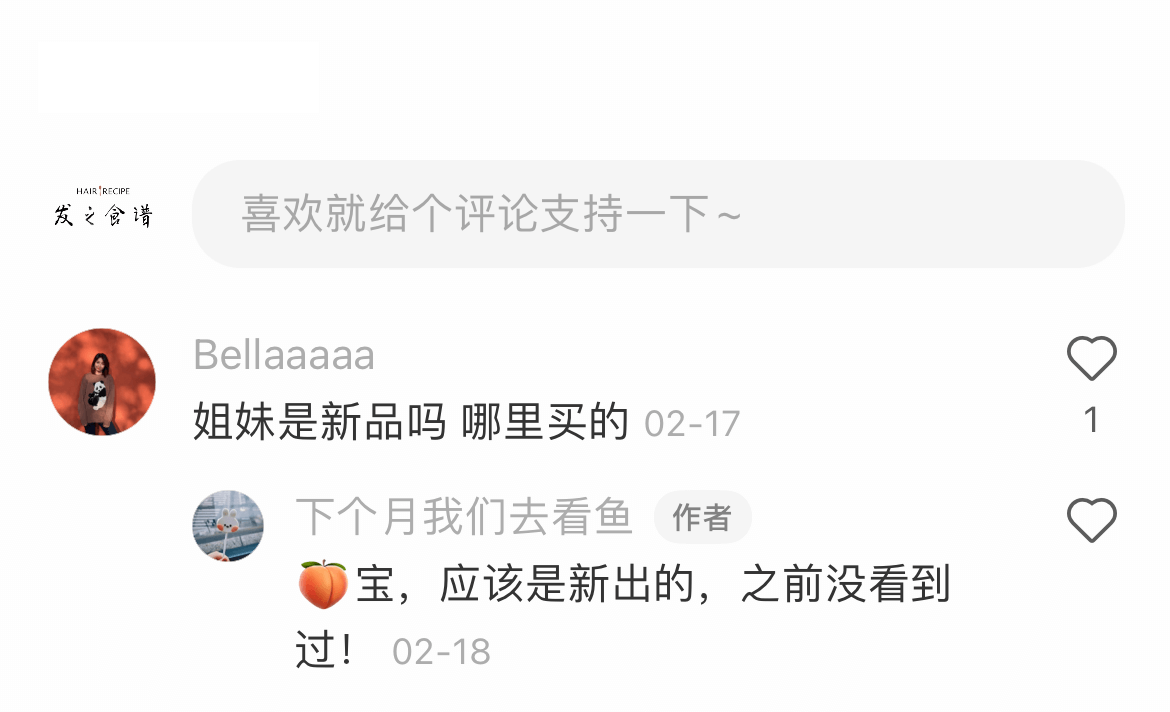 HAIR RECIPE
发之食谱
喜欢就给个评论支持一下~
Bellaaaaa
姐妹是新品吗 哪里买的 02-17
1
下个月我们去看鱼 作者
🍑宝，应该是新出的，之前没看到
过！ 02-18